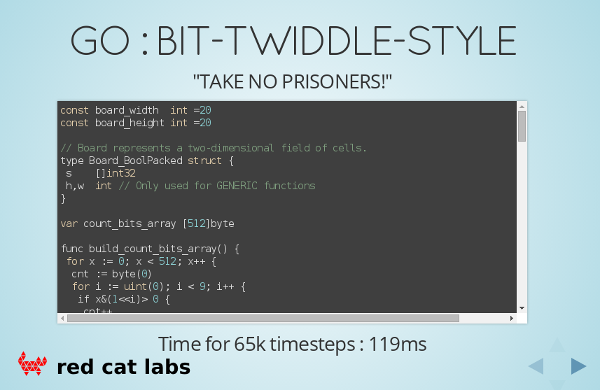 GO : BIT-TWIDDLE-STYLE
"TAKE NO PRISONERS!"
const board_width  int =20
const board_height int =20
// Board represents a two-dimensional field of cells.
type Board_BoolPacked struct {
 s    []int32
 h,w  int // Only used for GENERIC functions
}
var count_bits_array [512]byte
func build_count_bits_array() {
 for x := 0; x < 512; x++ {
  cnt := byte(0)
  for i := uint(0); i < 9; i++ {
   if x&(1<<i)> 0 {
    cnt++
Time for 65k timesteps : 119ms
red cat labs